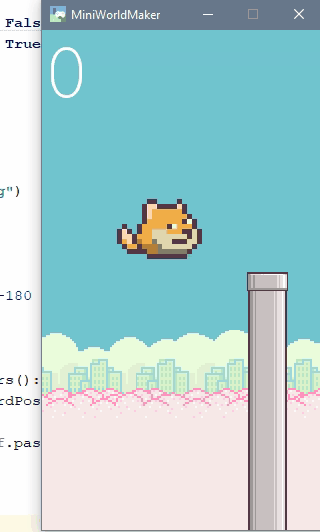 MiniWorldMaker
Fals
True
0
g")
-180
rs():
rdPos
f.pas